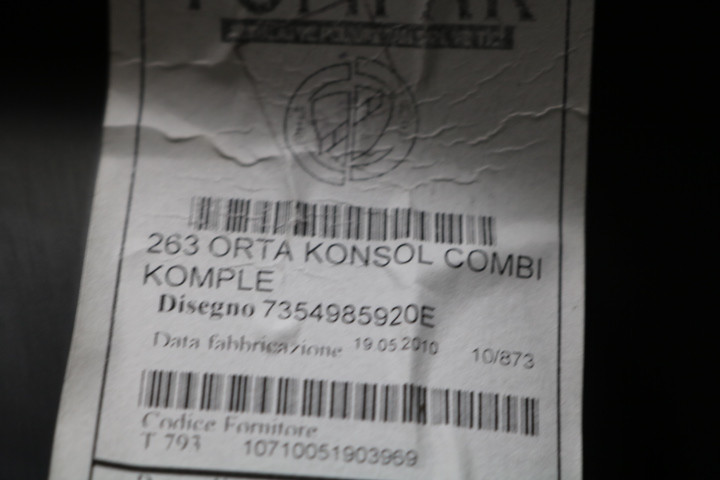 263 ORTA KONSOL COMBI
KOMPLE
Disegno 7354985920E
Data fabbricazione 19.05.2010 10/873
Codice Fornitore
T 793 10710051903969